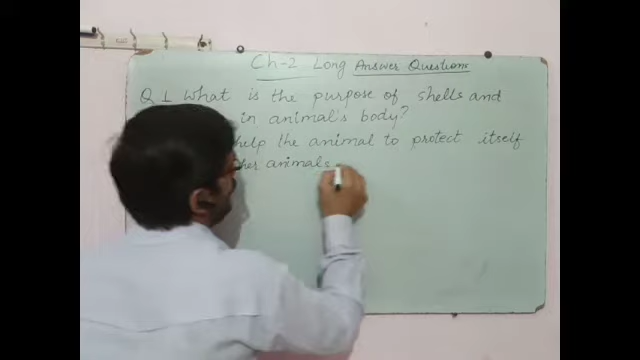 Ch-2 Long Answer Questions
Q 1 What is the purpose of shells and
in animal's body?
help the animal to protect itself
animals